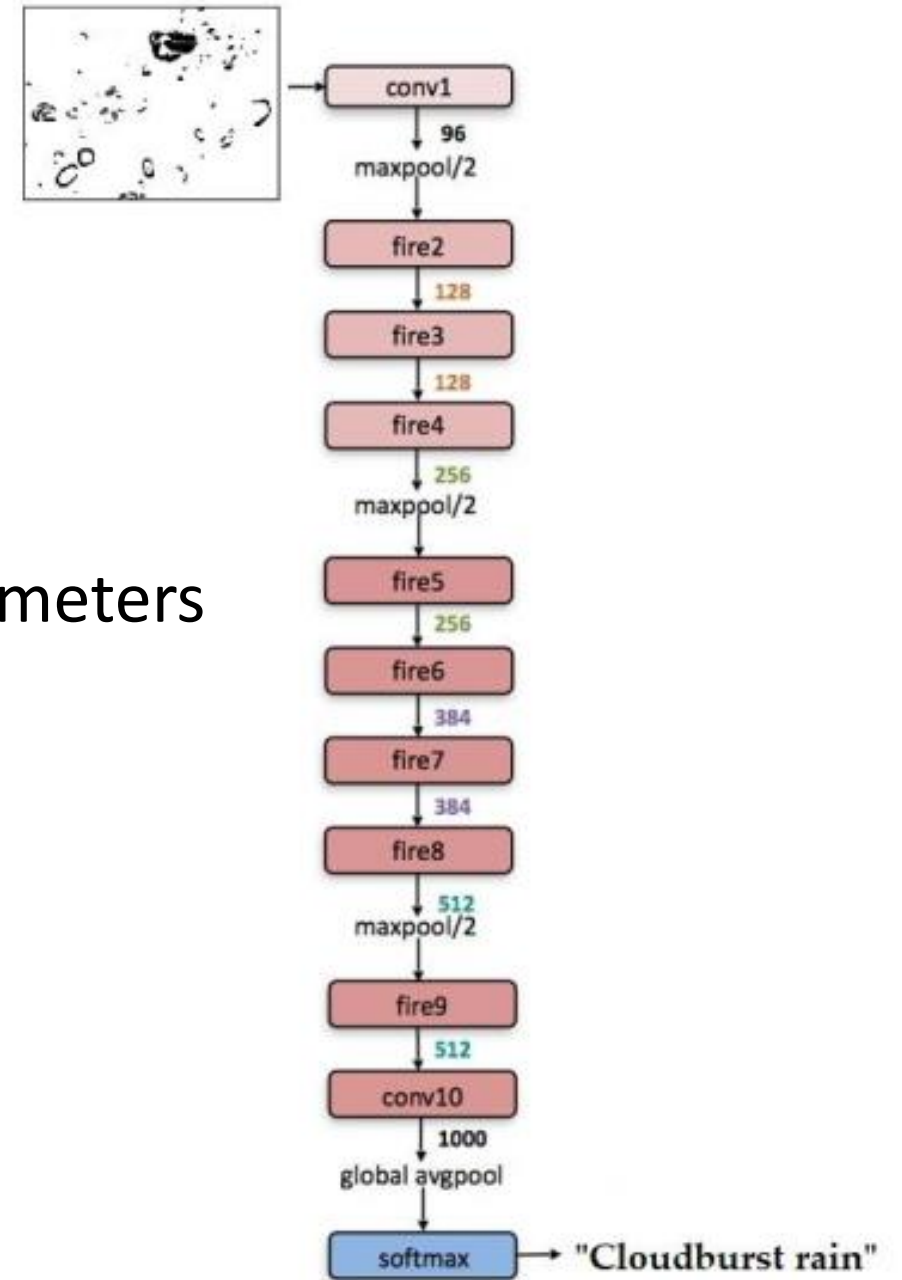 conv1
96
maxpool/2
fire2
128
fire3
128
fire4
256
maxpool/2
fire5
meters
256
fire6
384
fire7
384
fire8
512
maxpool/2
fire9
512
conv10
1000
global avgpool
softmax
"Cloudburst rain"